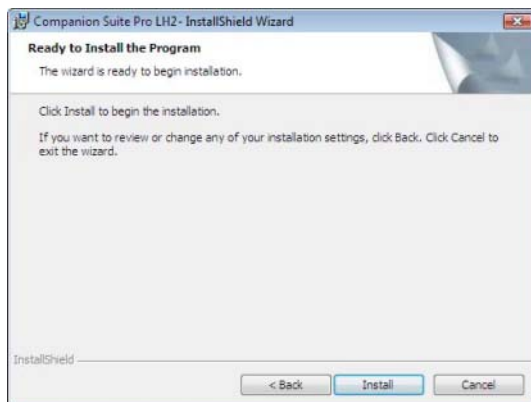 Companion Suite Pro LH2- InstallShield Wizard
Ready to Install the Program
The wizard is ready to begin installation.
Click Install to begin the installation.
If you want to review or change any of your installation settings, click Back. Click Cancel to
exit the wizard.
InstallShield
< Back Install Cancel